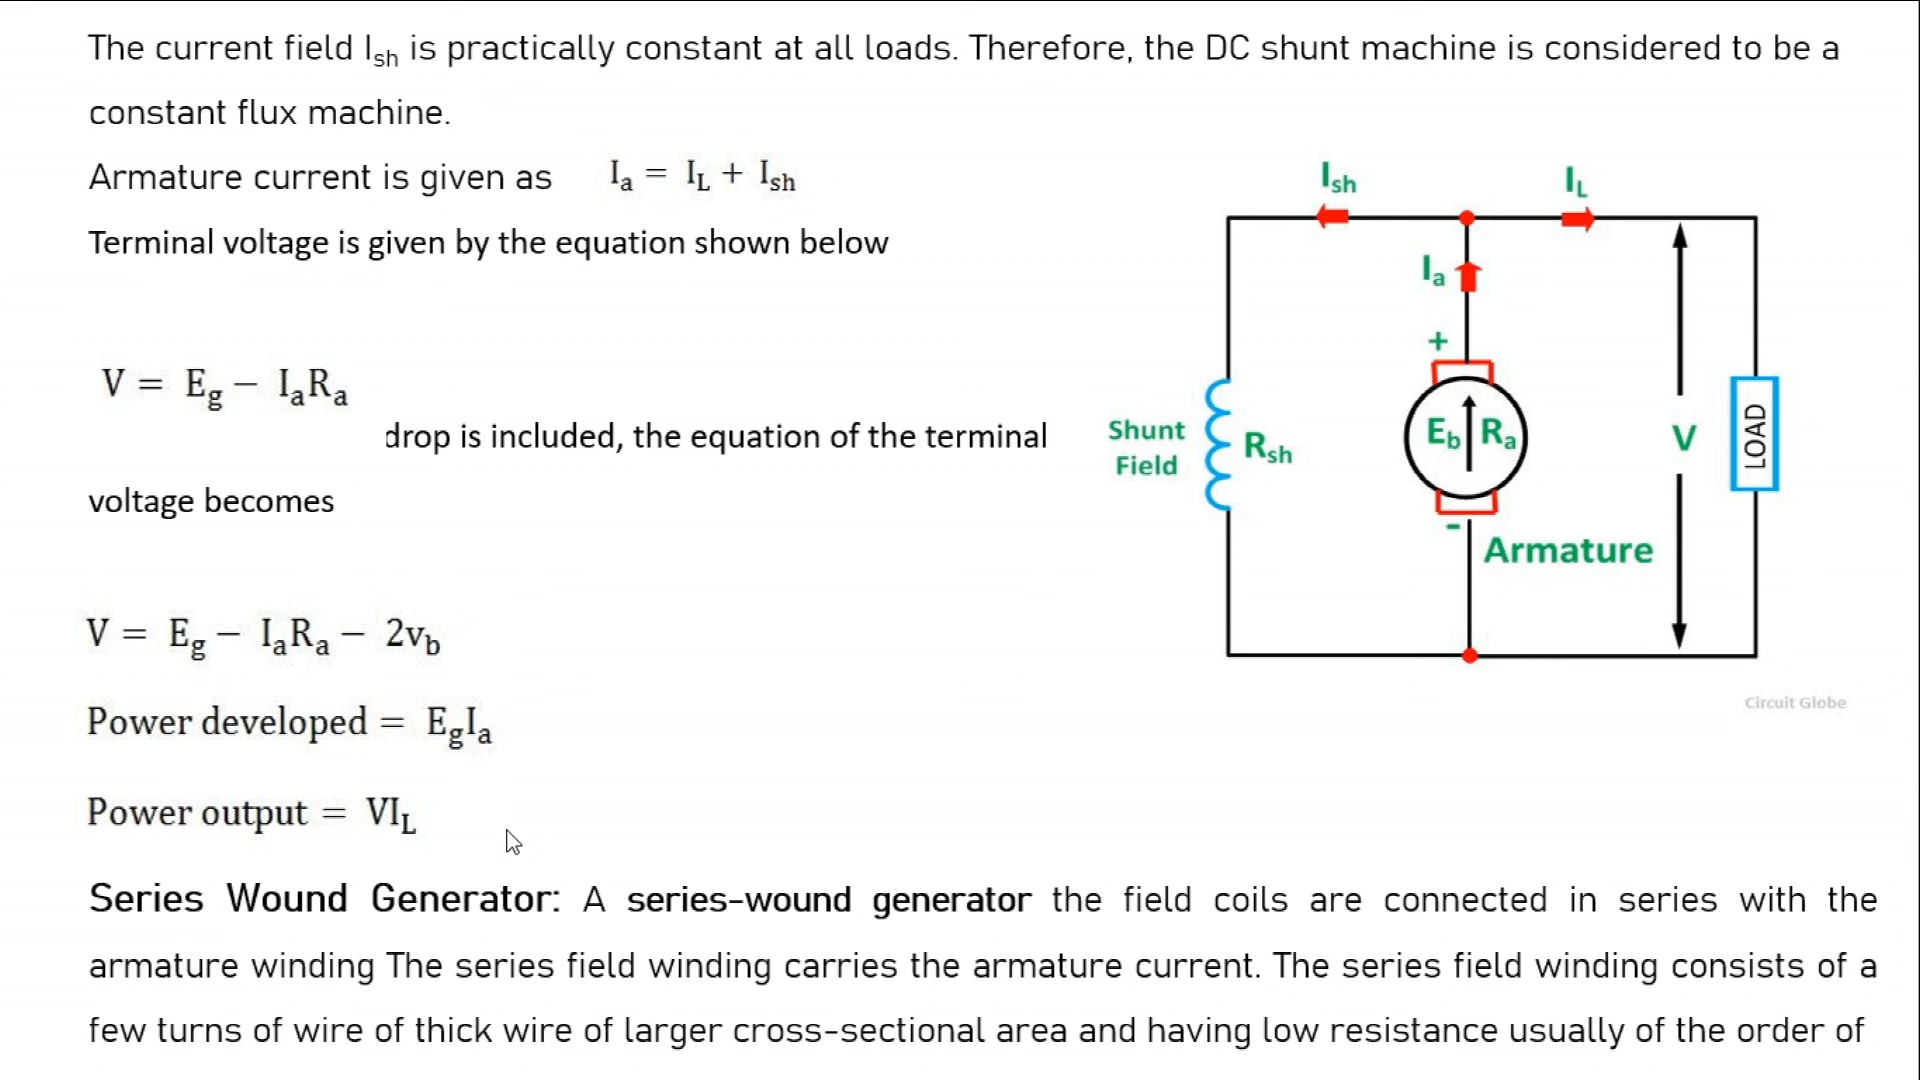 The current field Ish is practically constant at all loads. Therefore, the DC shunt machine is considered to be a
constant flux machine.
Armature current is given as Ia = IL + Ish
Terminal voltage is given by the equation shown below
V = Eg − IaRa
drop is included, the equation of the terminal
voltage becomes
V = Eg − IaRa − 2vb
Power developed = EgIa
Power output = VIL
Ish
IL
Ia
+
Shunt
Field
Rsh
Eb Ra
V
LOAD
-
Armature
Circuit Globe
Series Wound Generator: A series-wound generator the field coils are connected in series with the
armature winding The series field winding carries the armature current. The series field winding consists of a
few turns of wire of thick wire of larger cross-sectional area and having low resistance usually of the order of